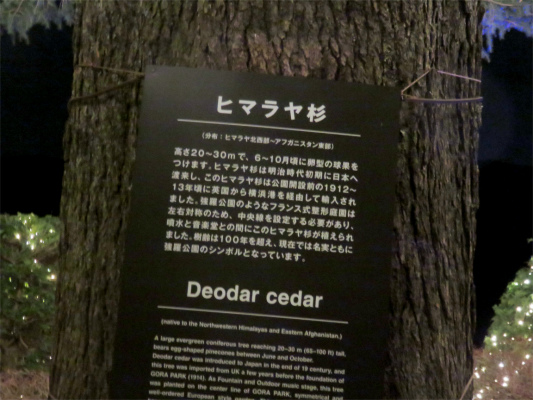 ヒマラヤ杉
(分布：ヒマラヤ北西部~アフガニスタン東部)
高さ20~30mで、6~10月頃に卵型の球果を
つけます。ヒマラヤ杉は明治時代初期に日本へ
渡来し、このヒマラヤ杉は公園開設前の1912~
13年頃に英国から横浜港を経由して輸入され
ました。強羅公園のようなフランス式整形庭園は
左右対称のため、中央線を設定する必要があり、
噴水と音楽堂との間にこのヒマラヤ杉が植えられ
ました。樹齢は100年を超え、現在では名実ともに
強羅公園のシンボルとなっています。
Deodar cedar
(native to the Northwestern Himalayas and Eastern Afghanistan.)
A large evergreen coniferous tree reaching 20-30 m (65-100 ft) tall,
bears egg-shaped pinecones between June and October.
Deodar cedar was introduced to Japan in the end of 19 century, and
this tree was imported from UK a few years before the foundation of
GORA PARK (1914). As Fountain and Outdoor music stage, this tree
was planted on the center line of GORA PARK, symmetrical and
well-ordered European style garden.